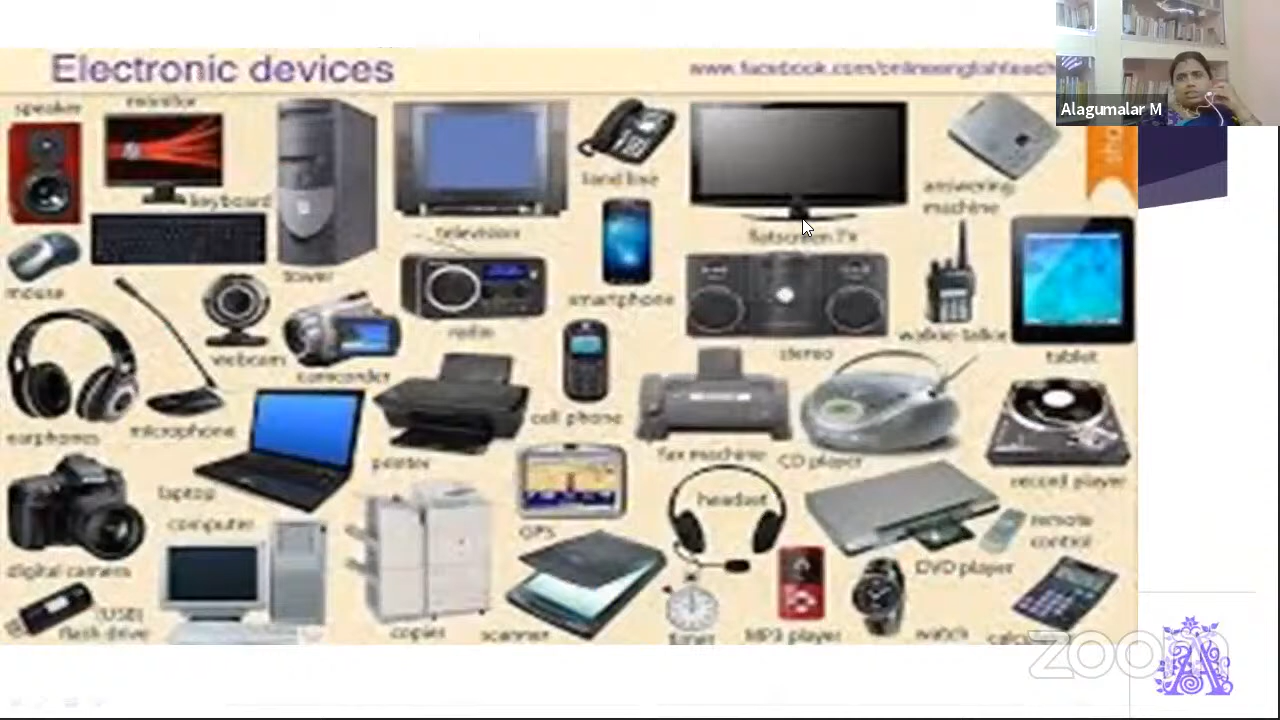 Electronic devices
www.facebook.com/onlineenglishteach
Alagumalar M
speaker
monitor
keyboard
mouse
tower
television
land line
smartphone
flatscreen TV
answering
machine
radio
webcam
camcorder
stereo
walkie-talkie
tablet
earphones
microphone
cell phone
printer
fax machine
CD player
record player
laptop
computer
GPS
headset
remote
control
DVD player
digital camera
(USB)
flash drive
copier
scanner
timer
MP3 player
watch
calc
zoom